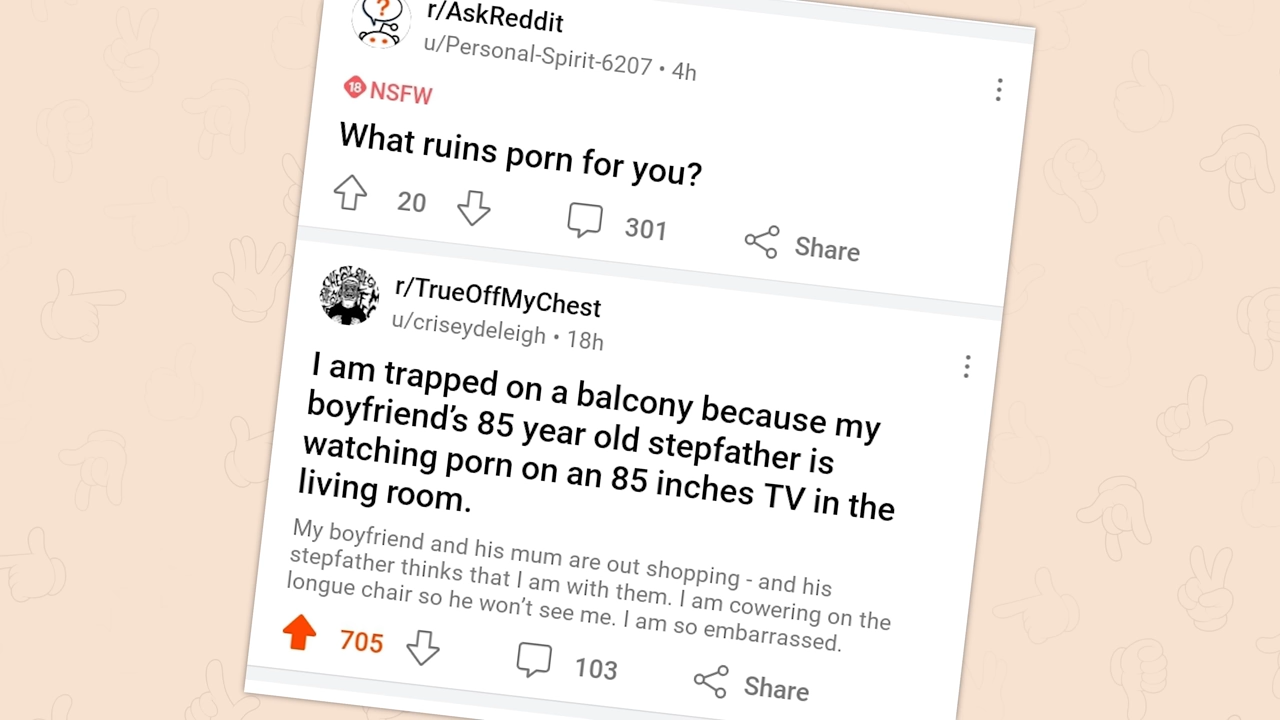 r/AskReddit
u/Personal-Spirit-6207 • 4h
18 NSFW
What ruins porn for you?
20 301 Share
r/TrueOffMyChest
u/criseydeleigh • 18h
I am trapped on a balcony because my
boyfriend's 85 year old stepfather is
watching porn on an 85 inches TV in the
living room.
My boyfriend and his mum are out shopping - and his
stepfather thinks that I am with them. I am cowering on the
longue chair so he won't see me. I am so embarrassed.
705 103 Share